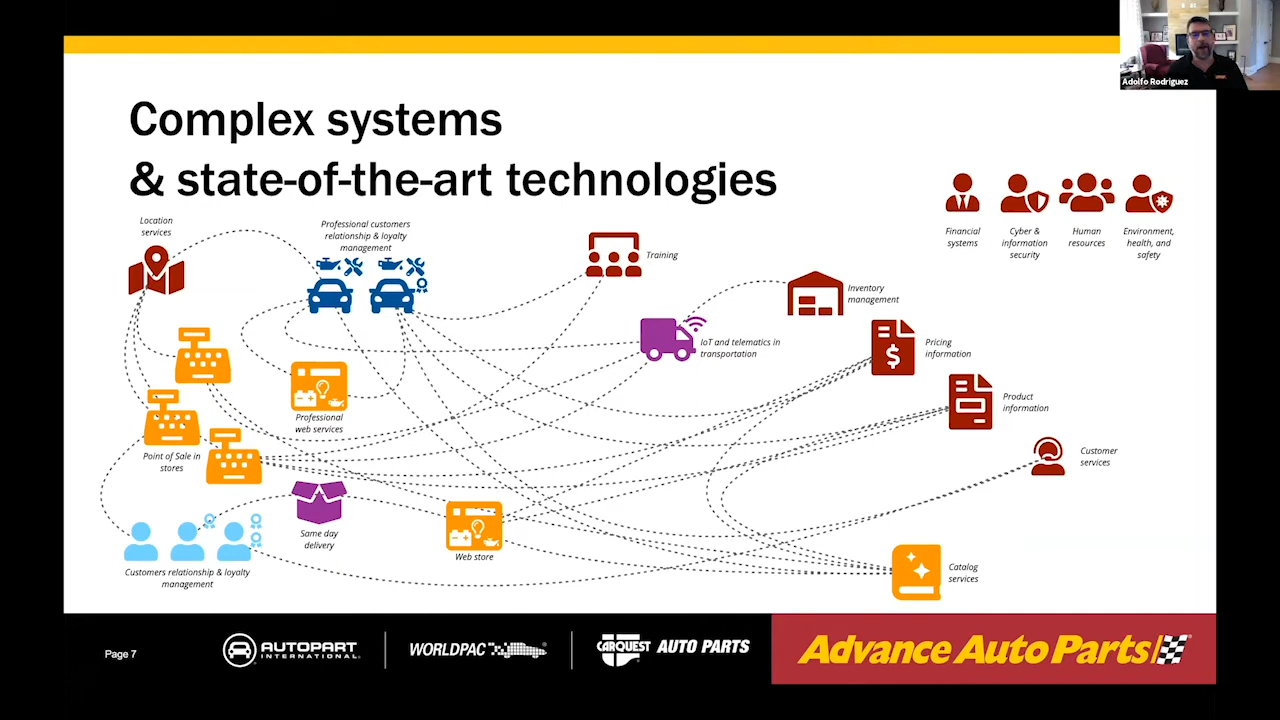 Adolfo Rodriguez
Complex systems
& state-of-the-art technologies
Location
services
Professional customers
relationship & loyalty
management
Training
Inventory
management
Financial
systems
Cyber &
information
security
Human
resources
Environment,
health, and
safety
IoT and telematics in
transportation
Pricing
information
Professional
web services
Product
information
Point of Sale in
stores
Customer
services
Same day
delivery
Web store
Customers relationship & loyalty
management
Catalog
services
Page 7
AUTOPART
INTERNATIONAL
WORLDPAC
CARQUEST AUTO PARTS
Advance Auto Parts